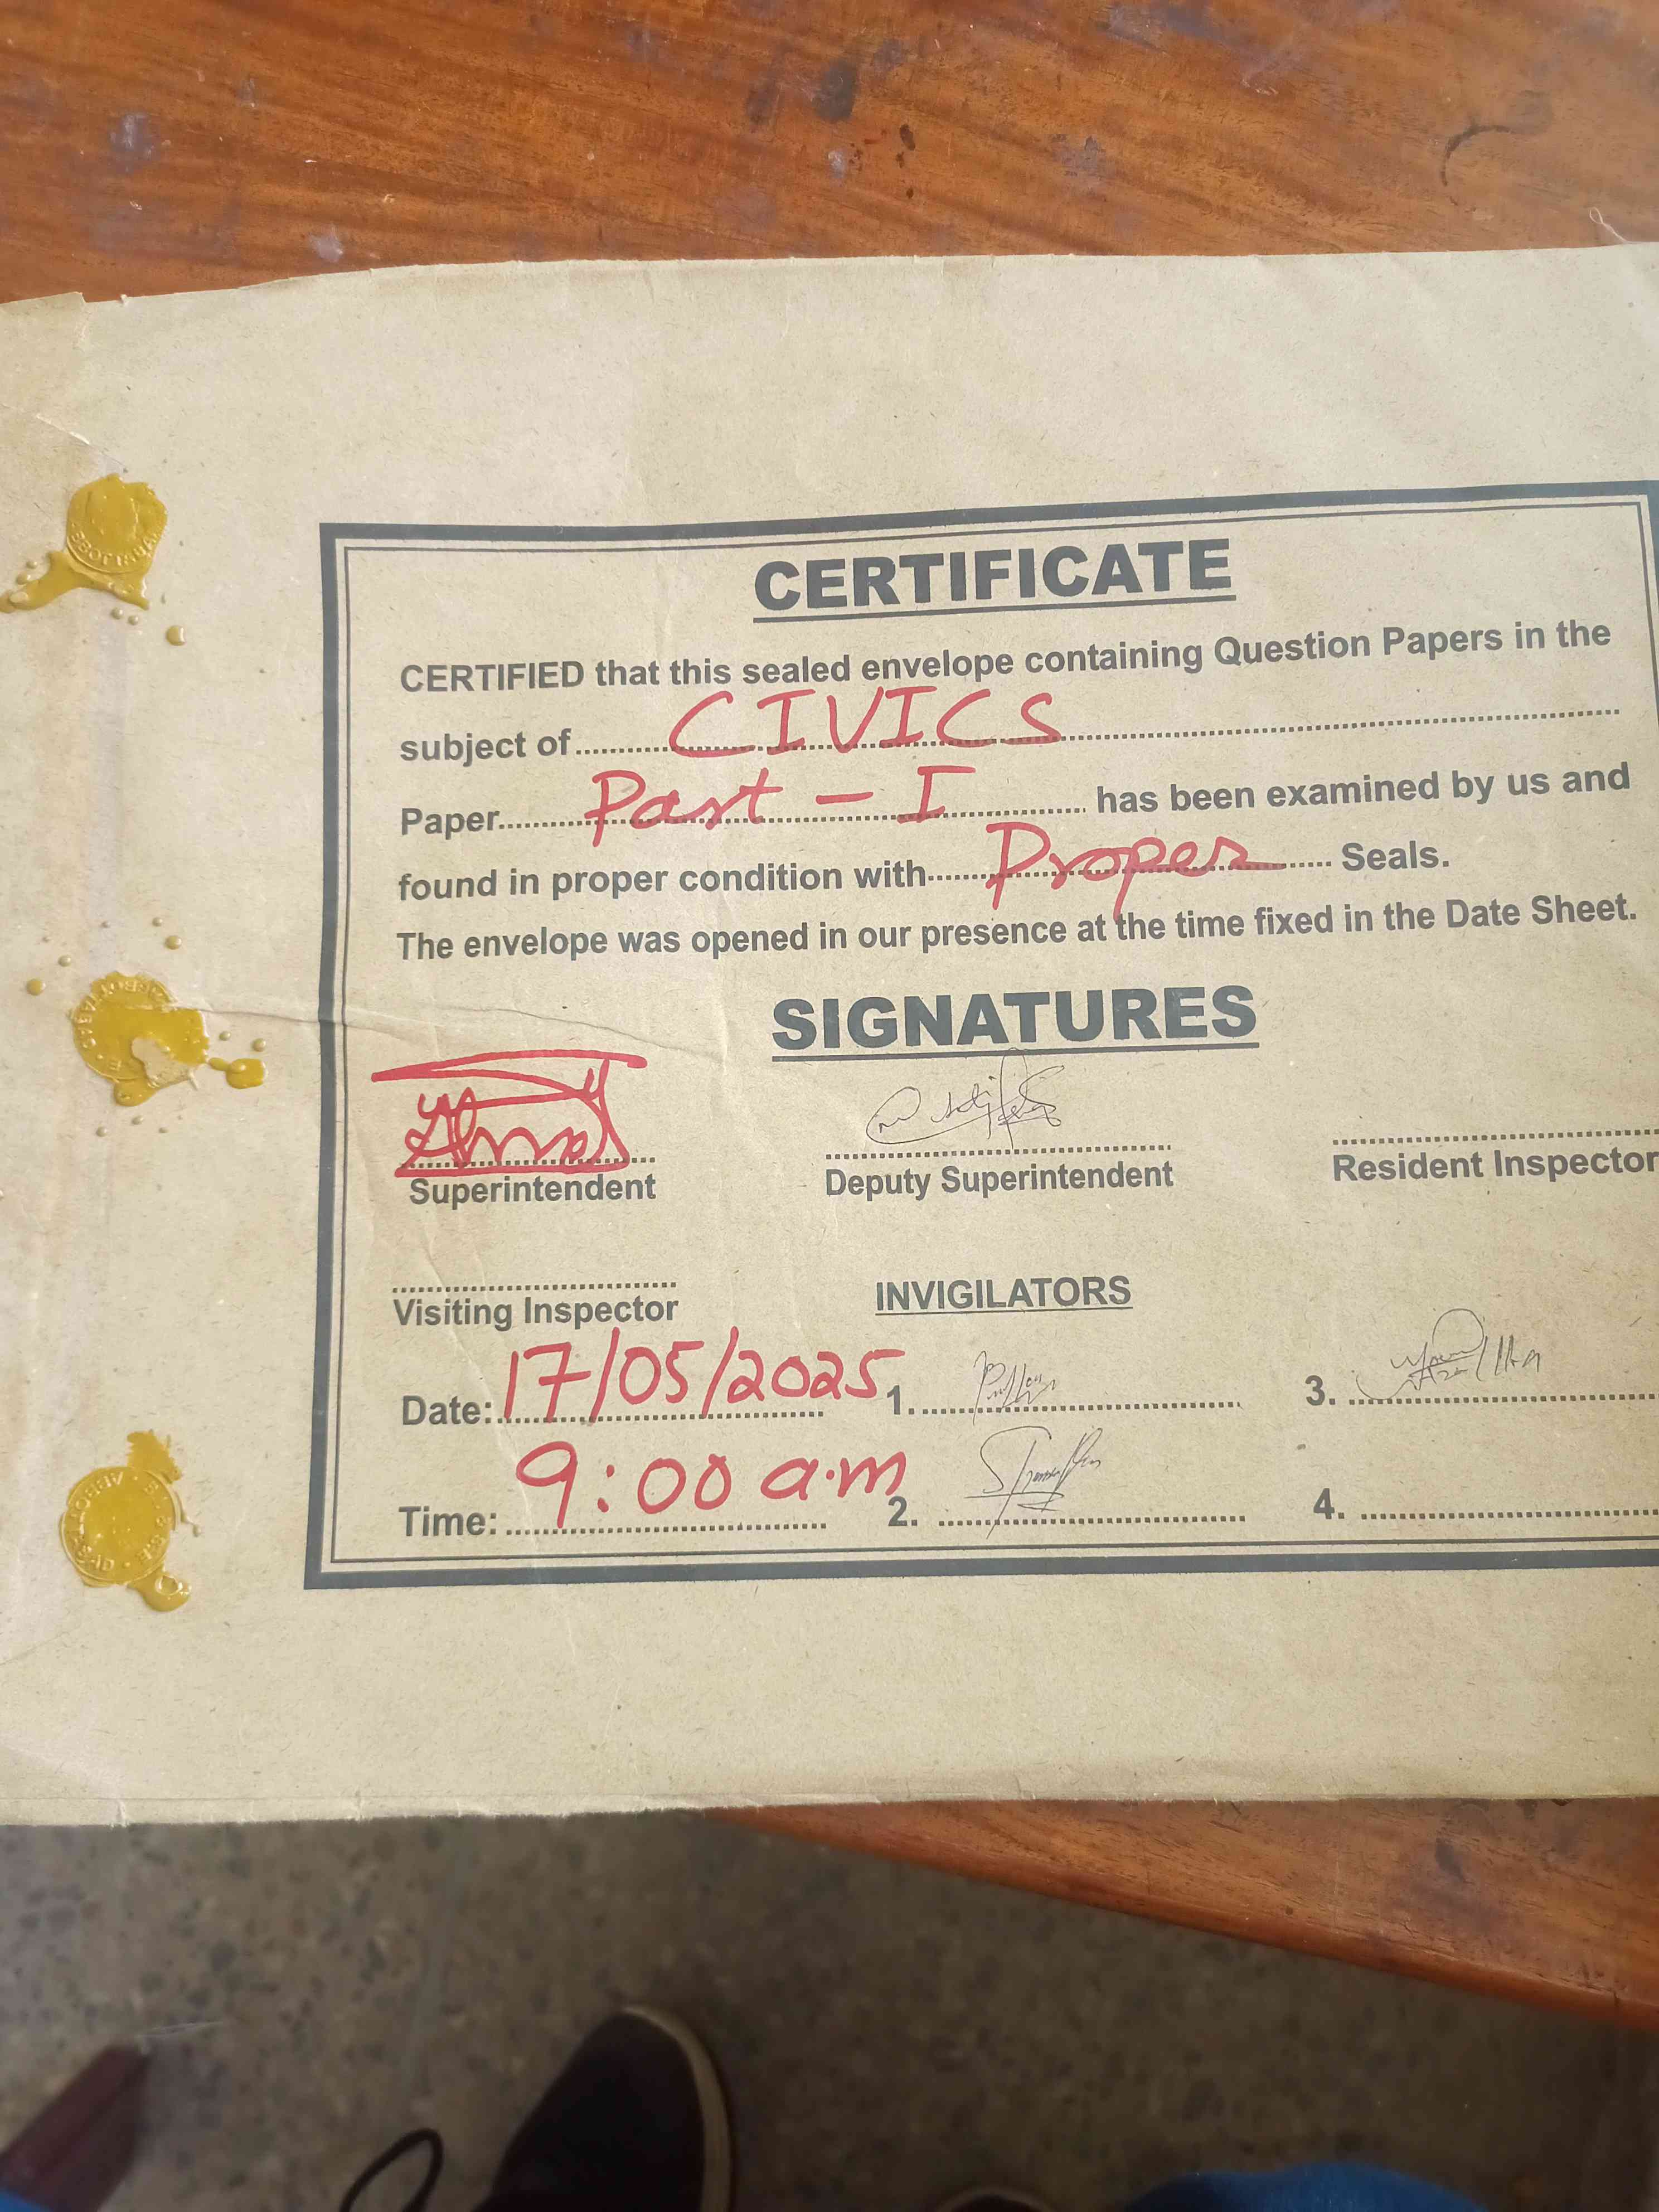 CERTIFICATE
CERTIFIED that this sealed envelope containing Question Papers in the
subject of CIVICS
Paper Part - I has been examined by us and
found in proper condition with Proper Seals.
The envelope was opened in our presence at the time fixed in the Date Sheet.
SIGNATURES
Superintendent Deputy Superintendent Resident Inspector
Visiting Inspector INVIGILATORS
Date: 17/05/2025 1. 3.
Time: 9:00 a.m 2. 4.